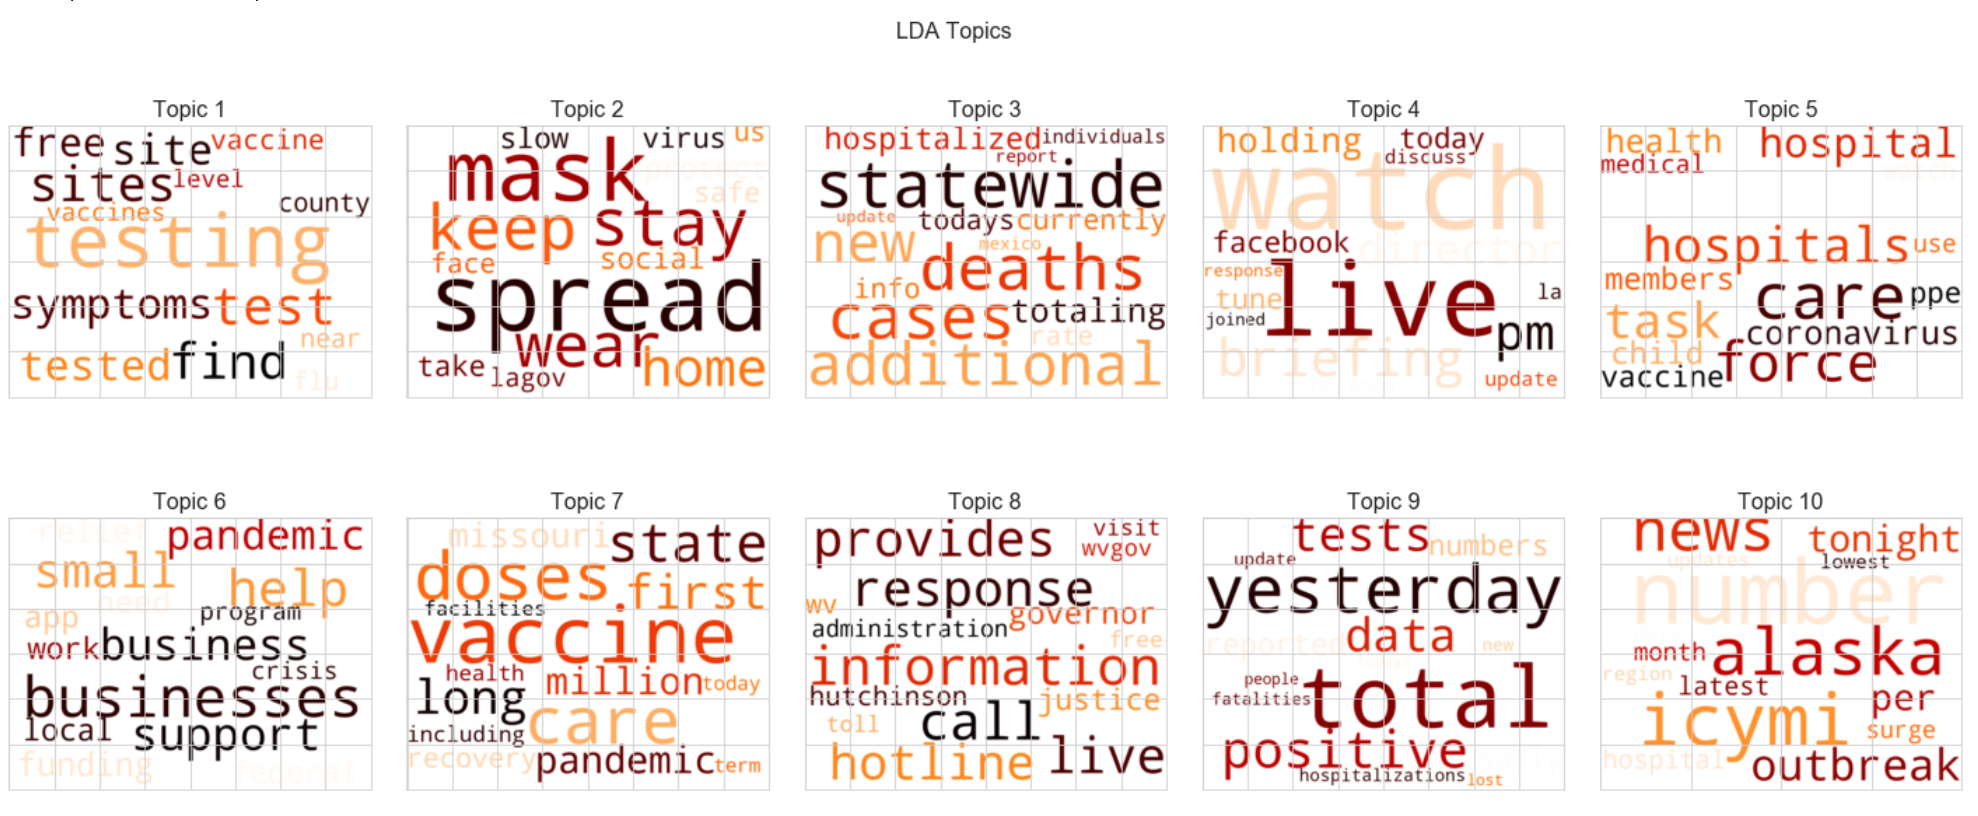 LDA Topics
Topic 1
free site vaccine
sites level
county
vaccines
testing
symptoms test
near
tested find
flu
Topic 2
slow virus us
mask
protect
safe
keep stay
face social
spread
wear
take lagov home
Topic 3
hospitalized individuals
report
statewide
update todays currently
new mexico
deaths
info
cases totaling
rate
additional
Topic 4
holding today
discuss
watch
facebook director
response live
tune la
joined pm
briefing
update
Topic 5
health hospital
medical
watch
hospitals use
members care ppe
task coronavirus
child force
vaccine
Topic 6
relief pandemic
small help
need
app program
work business
crisis
businesses
local support
funding federal
Topic 7
missouri state
doses first
facilities
vaccine
health million today
long care
including
recovery pandemic term
Topic 8
provides visit
wvgov
response
wv governor
administration free
information
hutchinson justice
toll call
hotline live
Topic 9
tests numbers
update
yesterday
reported data new
people
fatalities total
positive
hospitalizations lost
Topic 10
news tonight
updates lowest
number
month alaska
region latest per
icymi surge
hospital outbreak